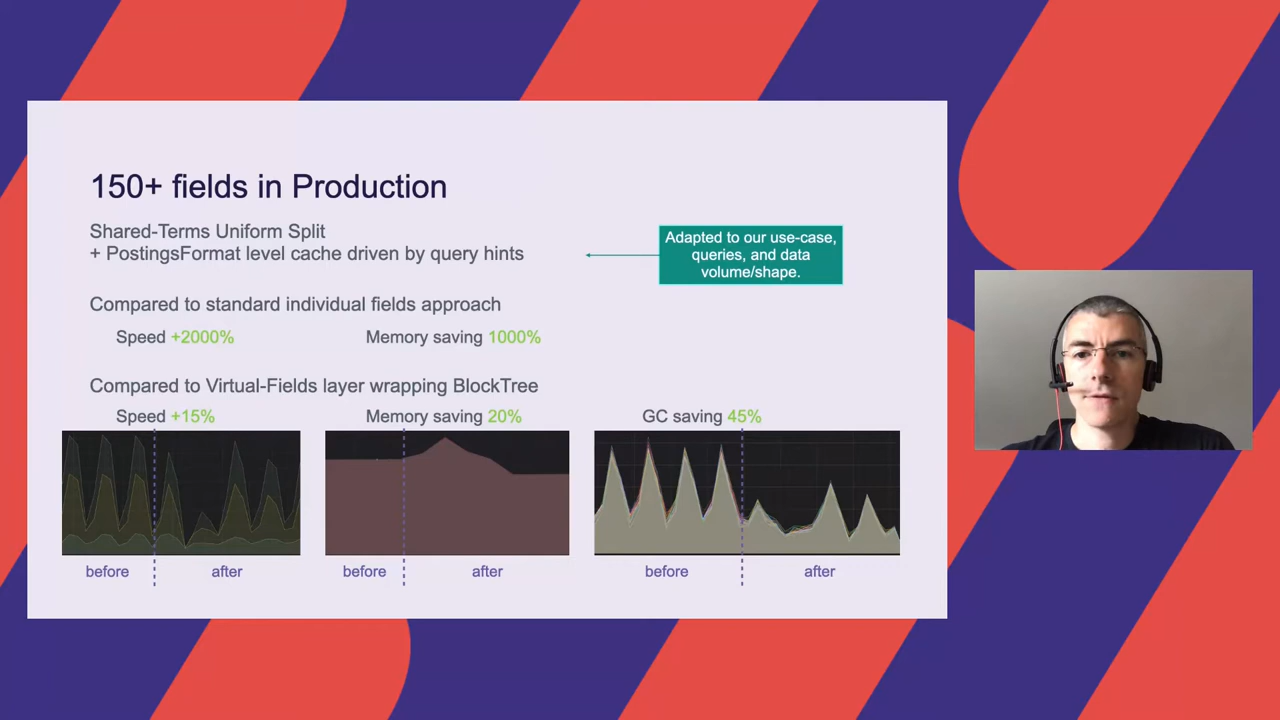 150+ fields in Production
Shared-Terms Uniform Split
+ PostingsFormat level cache driven by query hints
Adapted to our use-case,
queries, and data
volume/shape.
Compared to standard individual fields approach
Speed +2000%
Memory saving 1000%
Compared to Virtual-Fields layer wrapping BlockTree
Speed +15%
Memory saving 20%
GC saving 45%
before
after
before
after
before
after